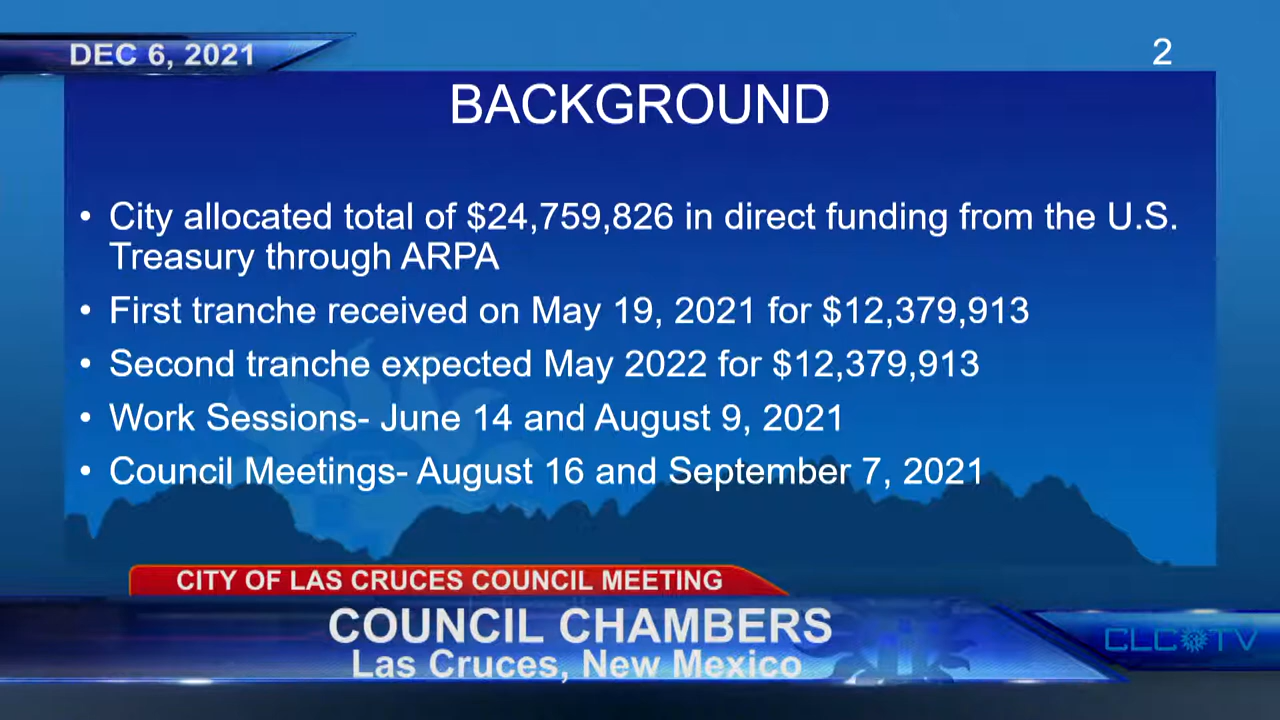 DEC 6, 2021
2
BACKGROUND
• City allocated total of $24,759,826 in direct funding from the U.S.
Treasury through ARPA
• First tranche received on May 19, 2021 for $12,379,913
• Second tranche expected May 2022 for $12,379,913
• Work Sessions- June 14 and August 9, 2021
• Council Meetings- August 16 and September 7, 2021
CITY OF LAS CRUCES COUNCIL MEETING
COUNCIL CHAMBERS
Las Cruces, New Mexico
CLC TV